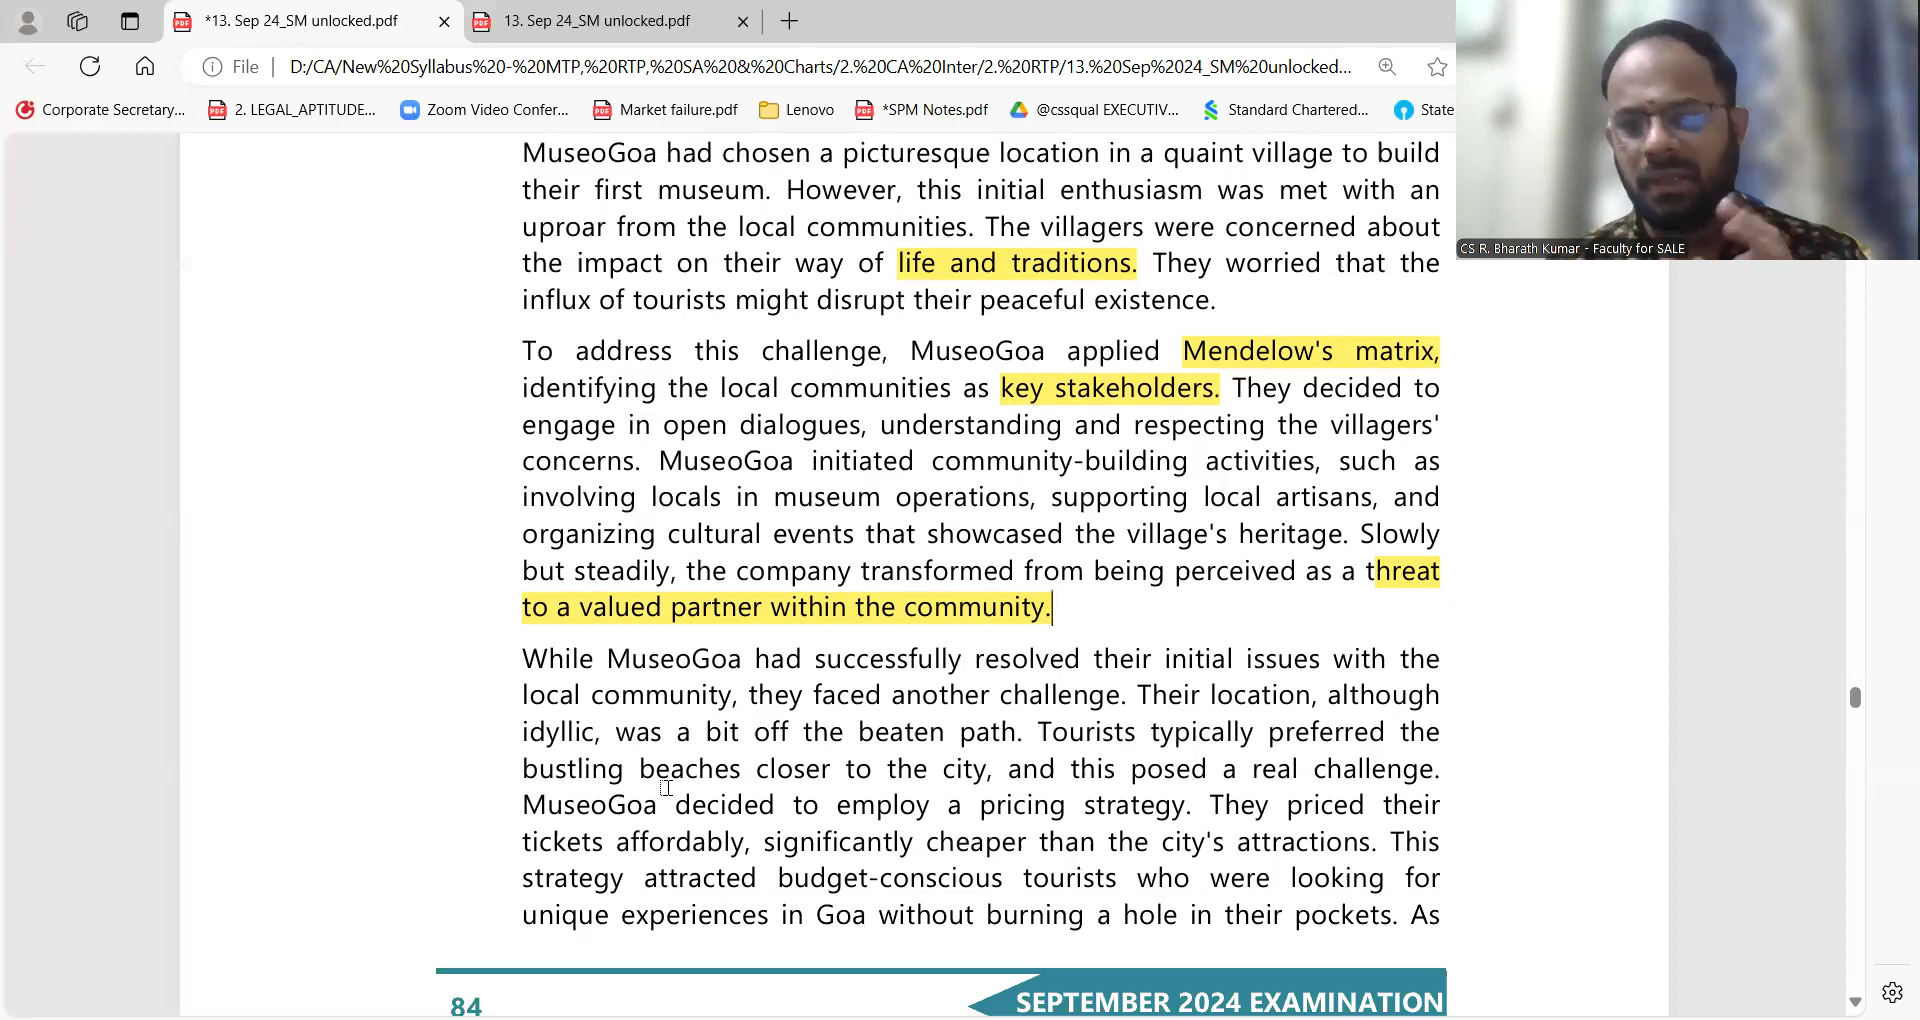 *13. Sep 24_SM unlocked.pdf
13. Sep 24_SM unlocked.pdf
File
D:/CA/New%20Syllabus%20-%20MTP,%20RTP,%20SA%20&%20Charts/2.%20CA%20Inter/2.%20RTP/13.%20Sep%2024_SM%20unlocked...
Corporate Secretary...
2. LEGAL_APTITUDE...
Zoom Video Confer...
Market failure.pdf
Lenovo
*SPM Notes.pdf
@cssqual EXECUTIV...
Standard Chartered...
State
CS R. Bharath Kumar - Faculty for SALE
MuseoGoa had chosen a picturesque location in a quaint village to build
their first museum. However, this initial enthusiasm was met with an
uproar from the local communities. The villagers were concerned about
the impact on their way of life and traditions. They worried that the
influx of tourists might disrupt their peaceful existence.
To address this challenge, MuseoGoa applied Mendelow's matrix,
identifying the local communities as key stakeholders. They decided to
engage in open dialogues, understanding and respecting the villagers'
concerns. MuseoGoa initiated community-building activities, such as
involving locals in museum operations, supporting local artisans, and
organizing cultural events that showcased the village's heritage. Slowly
but steadily, the company transformed from being perceived as a threat
to a valued partner within the community.
While MuseoGoa had successfully resolved their initial issues with the
local community, they faced another challenge. Their location, although
idyllic, was a bit off the beaten path. Tourists typically preferred the
bustling beaches closer to the city, and this posed a real challenge.
MuseoGoa decided to employ a pricing strategy. They priced their
tickets affordably, significantly cheaper than the city's attractions. This
strategy attracted budget-conscious tourists who were looking for
unique experiences in Goa without burning a hole in their pockets. As
84
SEPTEMBER 2024 EXAMINATION